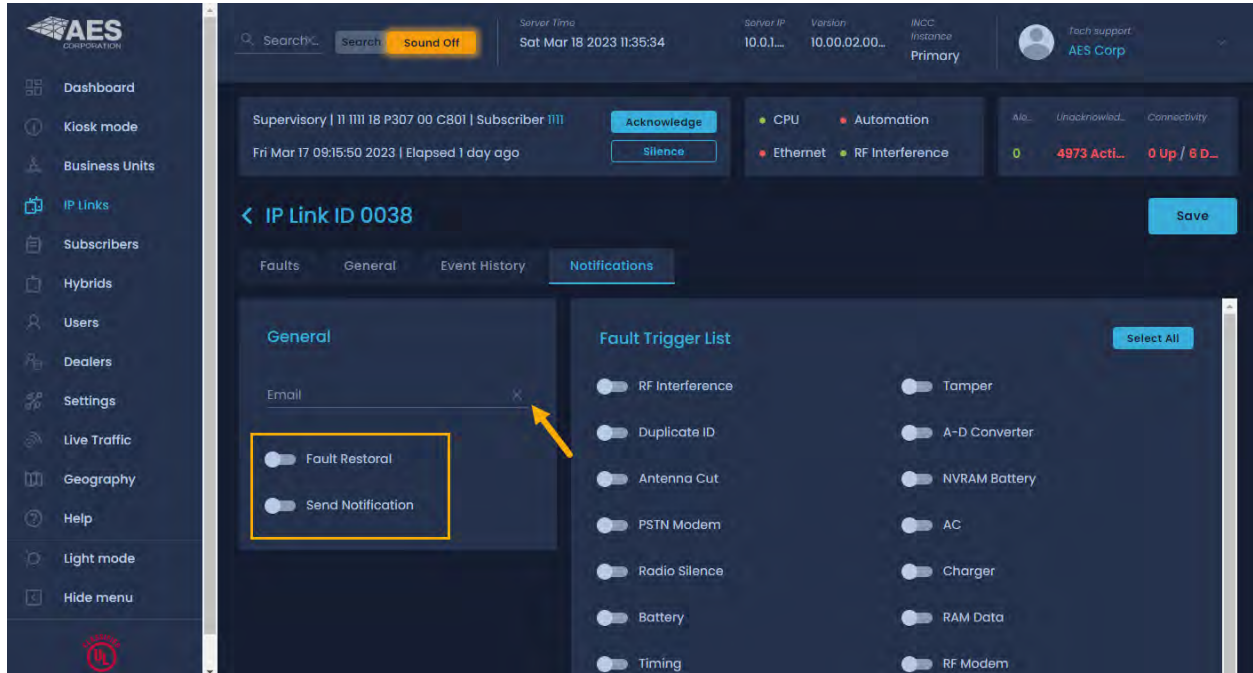 AES
CORPORATION
Dashboard
Kiosk mode
Business Units
IP Links
Subscribers
Hybrids
Users
Dealers
Settings
Live Traffic
Geography
Help
Light mode
Hide menu
Search
Search
Sound Off
Server Time
Sat Mar 18 2023 11:35:34
Server IP
10.0.1....
Version
10.00.02.00...
INCC
Instance
Primary
Tech support
AES Corp
Supervisory | 11 1111 18 P307 00 C801 | Subscriber 1111
Fri Mar 17 09:15:50 2023 | Elapsed 1 day ago
Acknowledge
Silence
CPU
Automation
Ethernet
RF Interference
Ala...
0
Unacknowled...
4973 Acti...
Connectivity
0 Up / 6 D...
IP Link ID 0038
Save
Faults
General
Event History
Notifications
General
Email
Fault Restoral
Send Notification
Fault Trigger List
Select All
RF Interference
Tamper
Duplicate ID
A-D Converter
Antenna Cut
NVRAM Battery
PSTN Modem
AC
Radio Silence
Charger
Battery
RAM Data
Timing
RF Modem